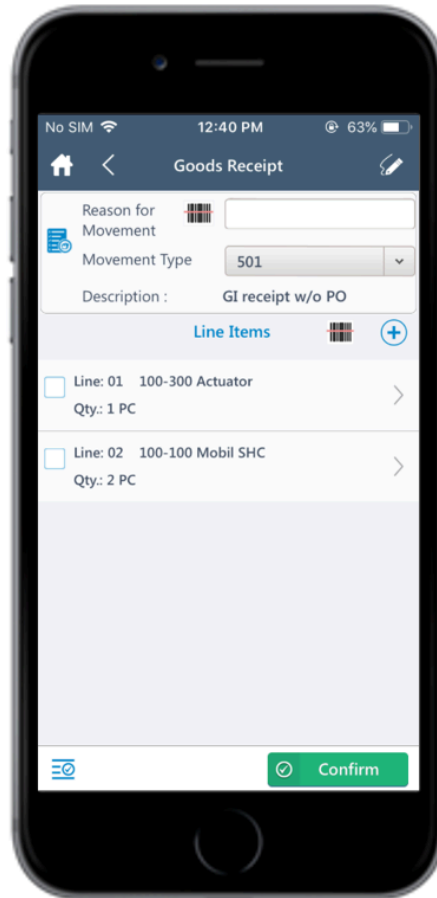 No SIM 12:40 PM 63%
Goods Receipt
Reason for
Movement
Movement Type 501
Description : GI receipt w/o PO
Line Items
Line: 01 100-300 Actuator
Qty.: 1 PC
Line: 02 100-100 Mobil SHC
Qty.: 2 PC
Confirm